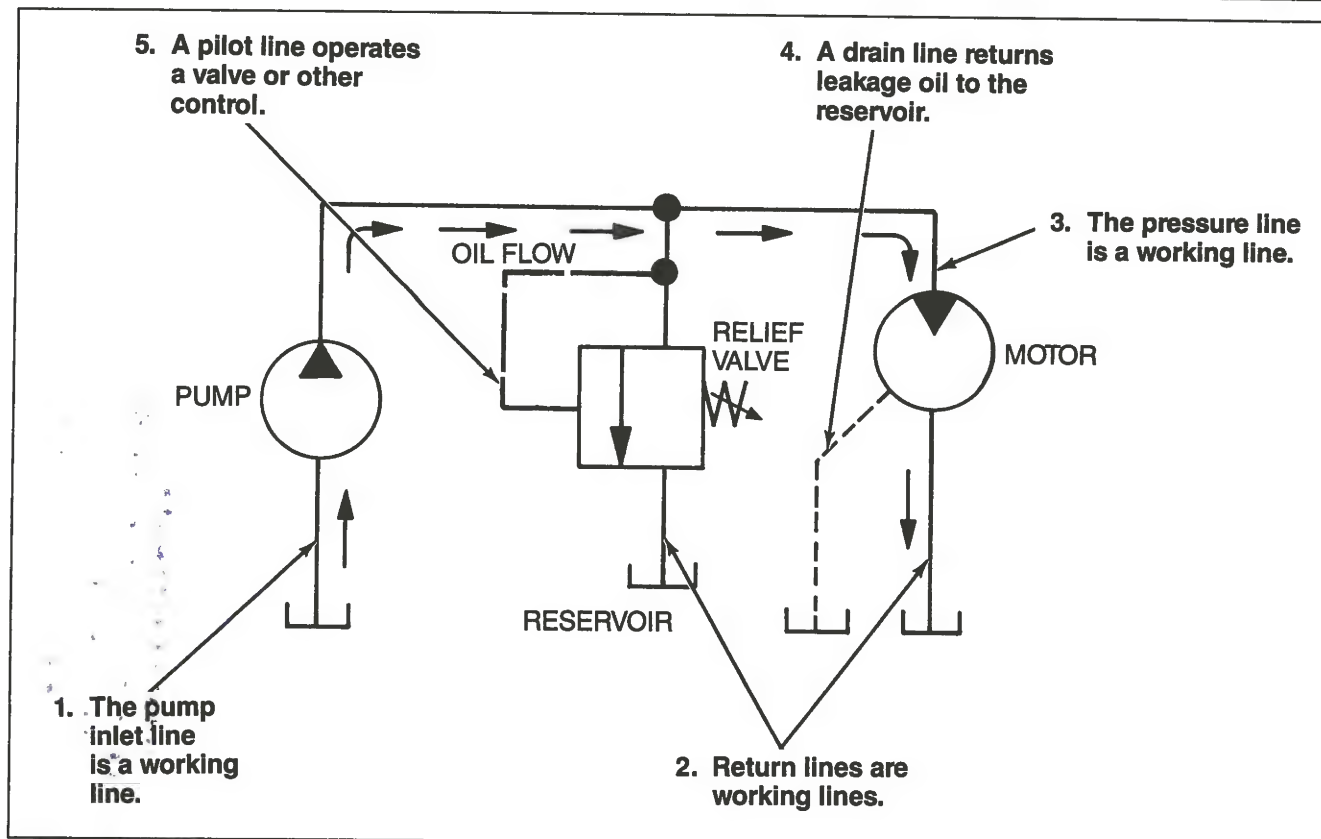 5. A pilot line operates
a valve or other
control.
4. A drain line returns
leakage oil to the
reservoir.
3. The pressure line
is a working line.
OIL FLOW
RELIEF
VALVE
MOTOR
PUMP
RESERVOIR
1. The pump
inlet line
is a working
line.
2. Return lines are
working lines.